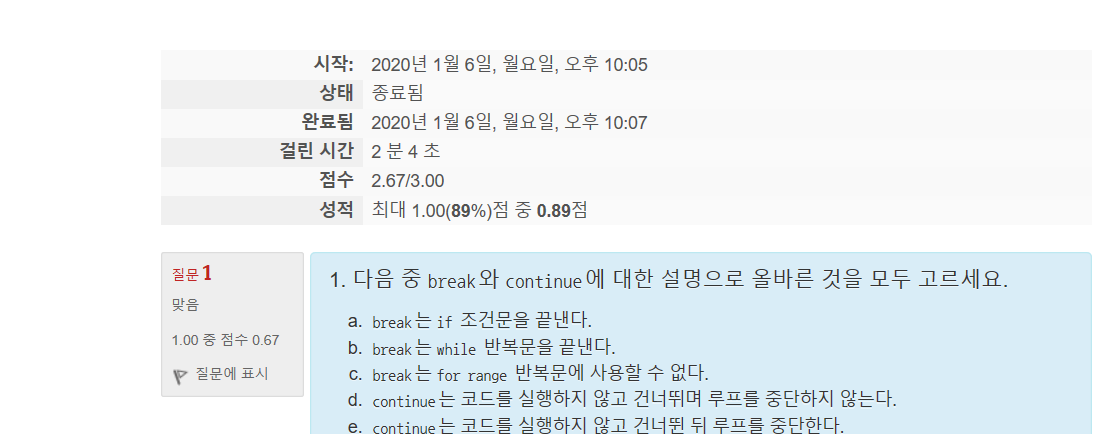 시작: 2020년 1월 6일, 월요일, 오후 10:05
상태 종료됨
완료됨 2020년 1월 6일, 월요일, 오후 10:07
걸린 시간 2 분 4 초
점수 2.67/3.00
성적 최대 1.00(89%)점 중 0.89점
질문 1
맞음
1.00 중 점수 0.67
질문에 표시
1. 다음 중 break와 continue에 대한 설명으로 올바른 것을 모두 고르세요.
a. break는 if 조건문을 끝낸다.
b. break는 while 반복문을 끝낸다.
c. break는 for range 반복문에 사용할 수 없다.
d. continue는 코드를 실행하지 않고 건너뛰며 루프를 중단하지 않는다.
e. continue는 코드를 실행하지 않고 건너뛴 뒤 루프를 중단한다.